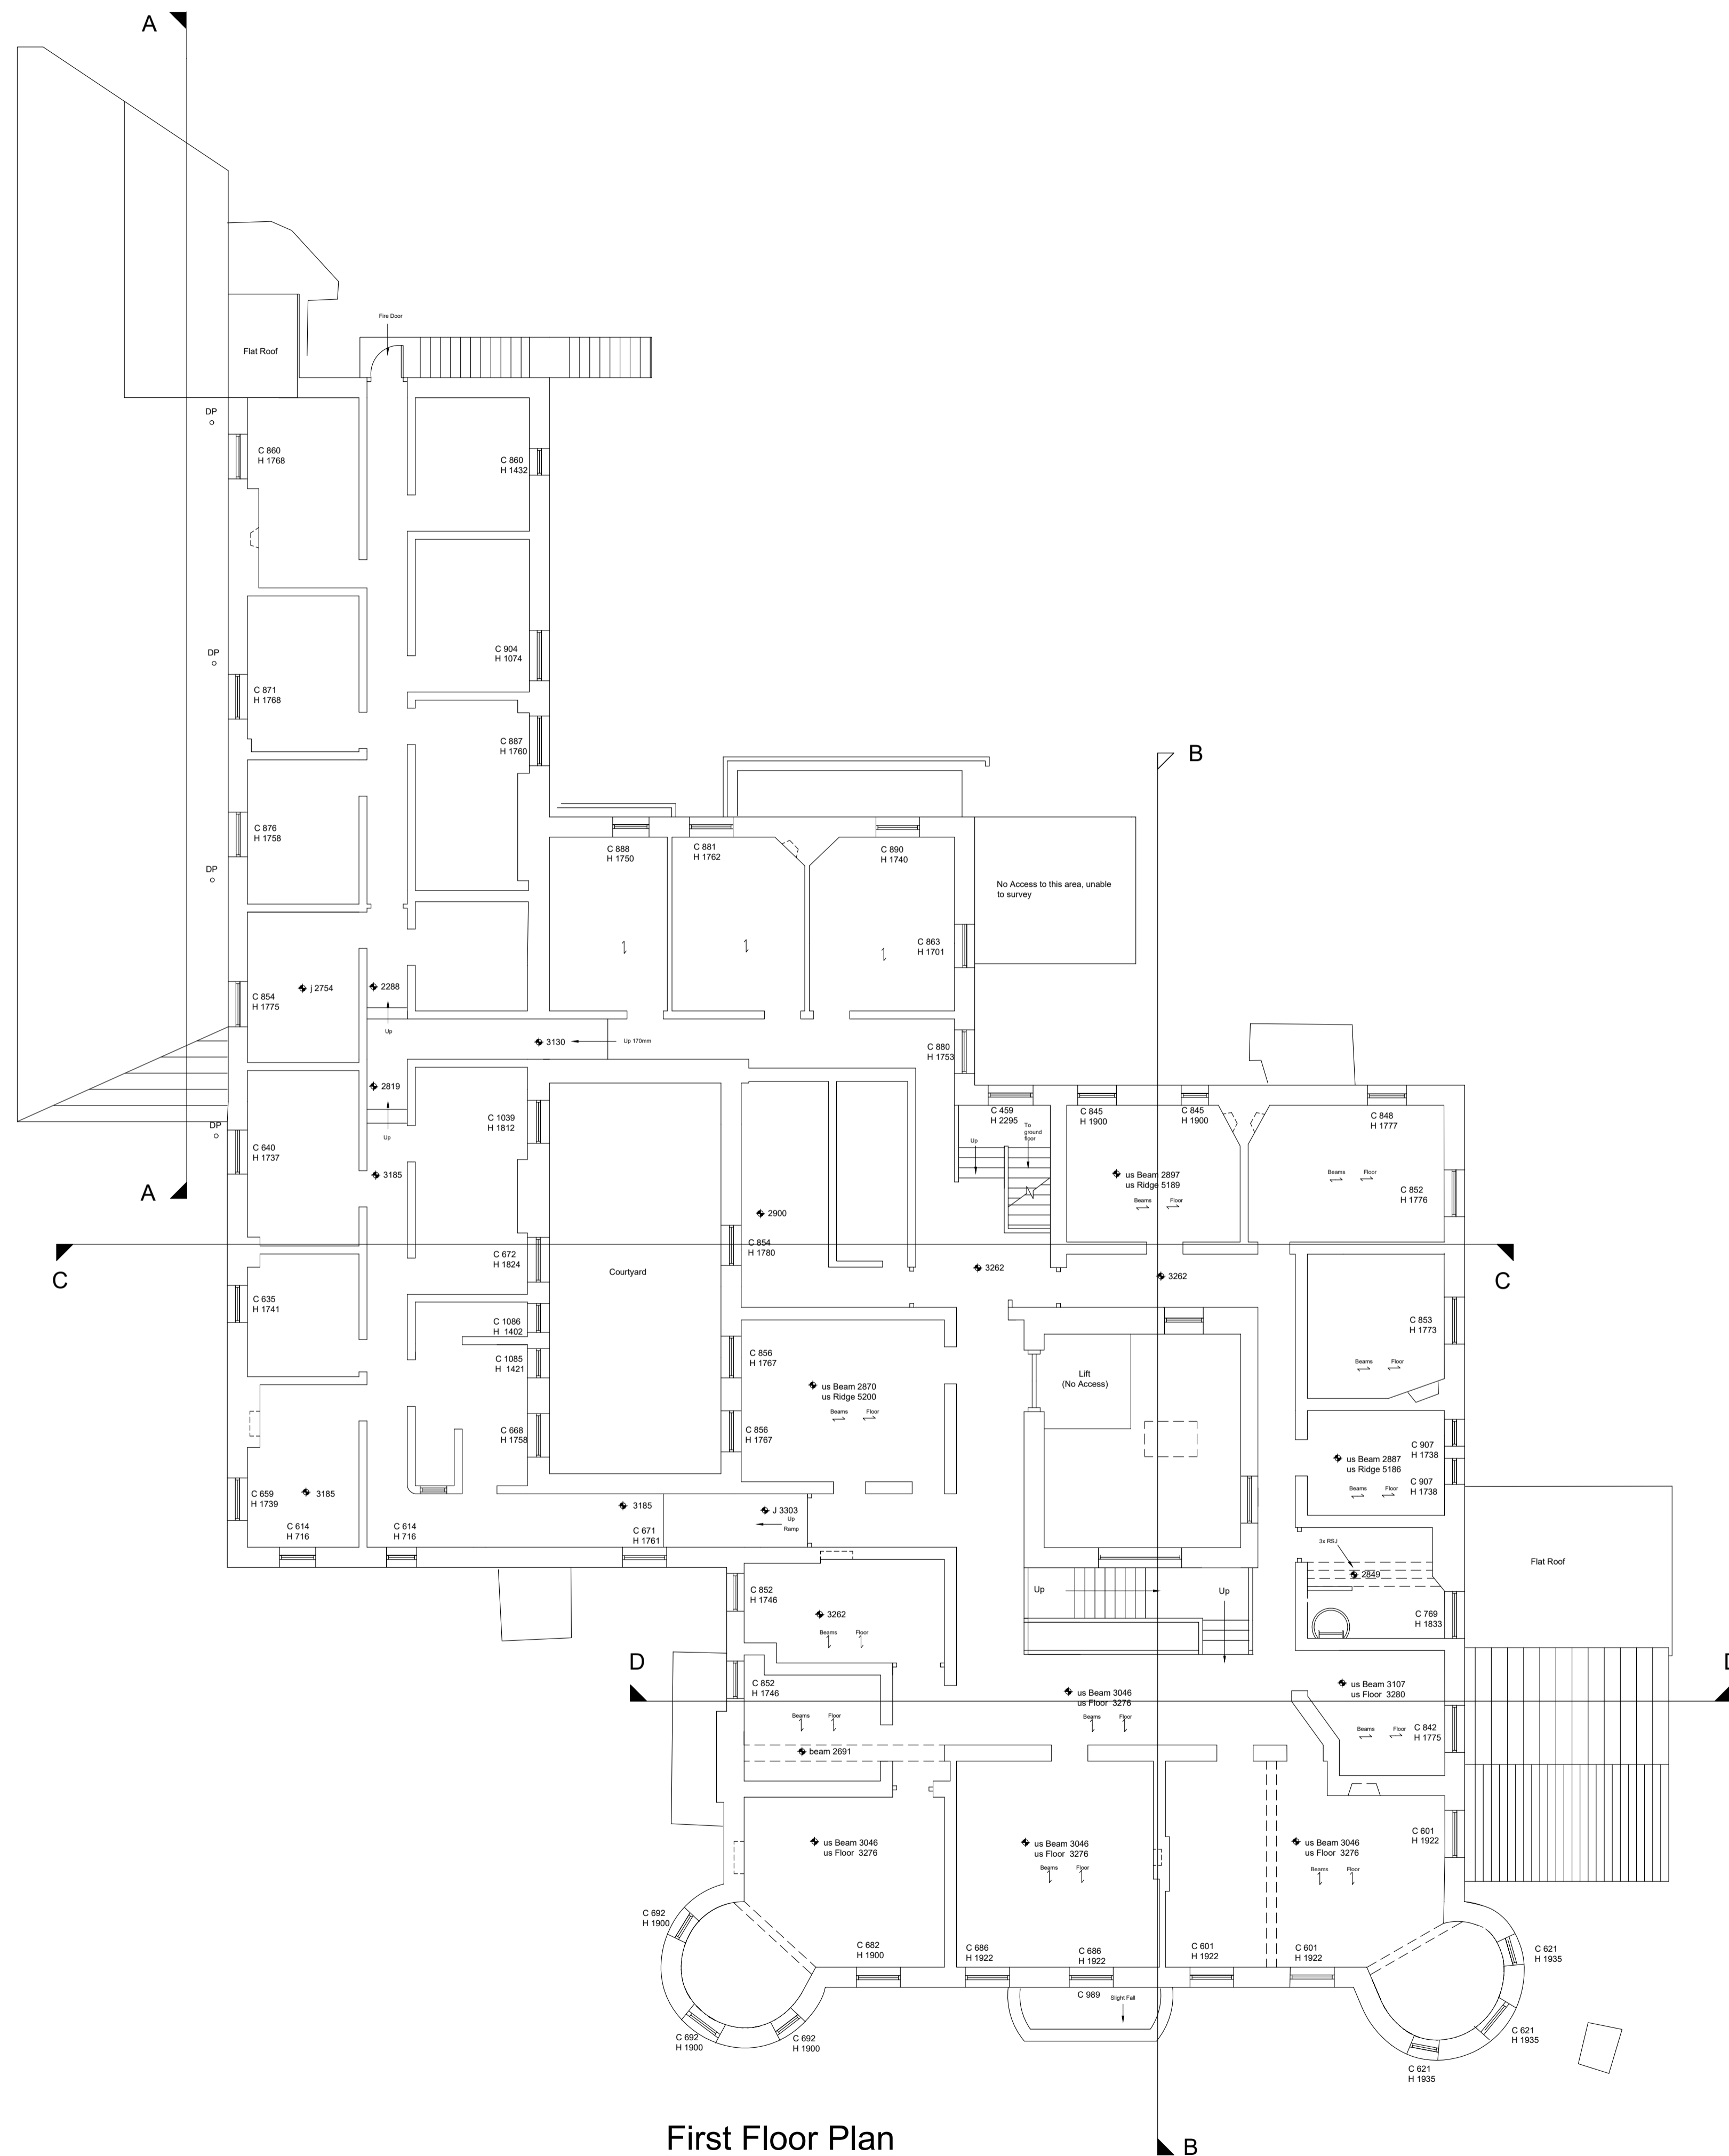 A
Fire Door
Flat Roof
DP
C 860
H 1768
C 860
H 1432
DP
C 904
H 1074
C 871
H 1768
C 887
H 1760
B
C 876
H 1758
C 888
H 1750
C 881
H 1762
C 890
H 1740
DP
No Access to this area, unable
to survey
C 863
H 1701
j 2754
2288
C 854
H 1775
Up
3130
Up 170mm
C 880
H 1753
2819
C 1039
H 1812
C 459
H 2295
C 845
H 1900
C 845
H 1900
C 848
H 1777
DP
Up
To
ground
floor
Up
C 640
H 1737
3185
us Beam 2897
us Ridge 5189
Beams
Floor
Beams
Floor
C 852
H 1776
A
2900
C 854
H 1780
C
C 672
H 1824
Courtyard
3262
3262
C
C 635
H 1741
C 1086
H 1402
C 853
H 1773
C 1085
H 1421
C 856
H 1767
Beams
Floor
Lift
(No Access)
us Beam 2870
us Ridge 5200
Beams
Floor
C 668
H 1758
C 856
H 1767
us Beam 2887
us Ridge 5186
C 907
H 1738
C 907
H 1738
Beams
Floor
C 659
H 1739
3185
3185
J 3303
Up
Ramp
C 614
H 716
C 614
H 716
C 671
H 1761
3x RSJ
2849
Flat Roof
C 852
H 1746
Up
Up
3262
C 769
H 1833
Beams
Floor
D
D
C 852
H 1746
us Beam 3046
us Floor 3276
us Beam 3107
us Floor 3280
Beams
Floor
Beams
Floor
Beams
Floor
C 842
H 1775
beam 2691
us Beam 3046
us Floor 3276
us Beam 3046
us Floor 3276
us Beam 3046
us Floor 3276
C 601
H 1922
Beams
Floor
Beams
Floor
C 692
H 1900
C 682
H 1900
C 686
H 1922
C 686
H 1922
C 601
H 1922
C 601
H 1922
C 621
H 1935
C 989
Slight Fall
C 692
H 1900
C 692
H 1900
C 621
H 1935
C 621
H 1935
First Floor Plan
B